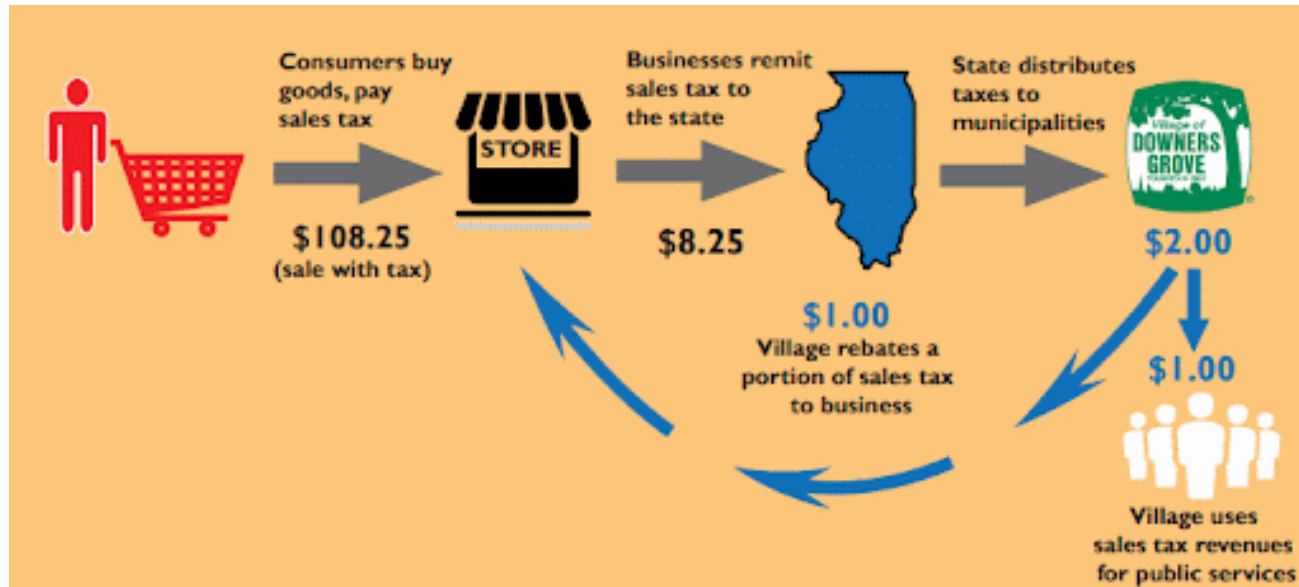 Consumers buy
goods, pay
sales tax
$108.25
(sale with tax)
STORE
Businesses remit
sales tax to
the state
$8.25
State distributes
taxes to
municipalities
Village of
DOWNERS
GROVE
$2.00
$1.00
Village rebates a
portion of sales tax
to business
$1.00
Village uses
sales tax revenues
for public services